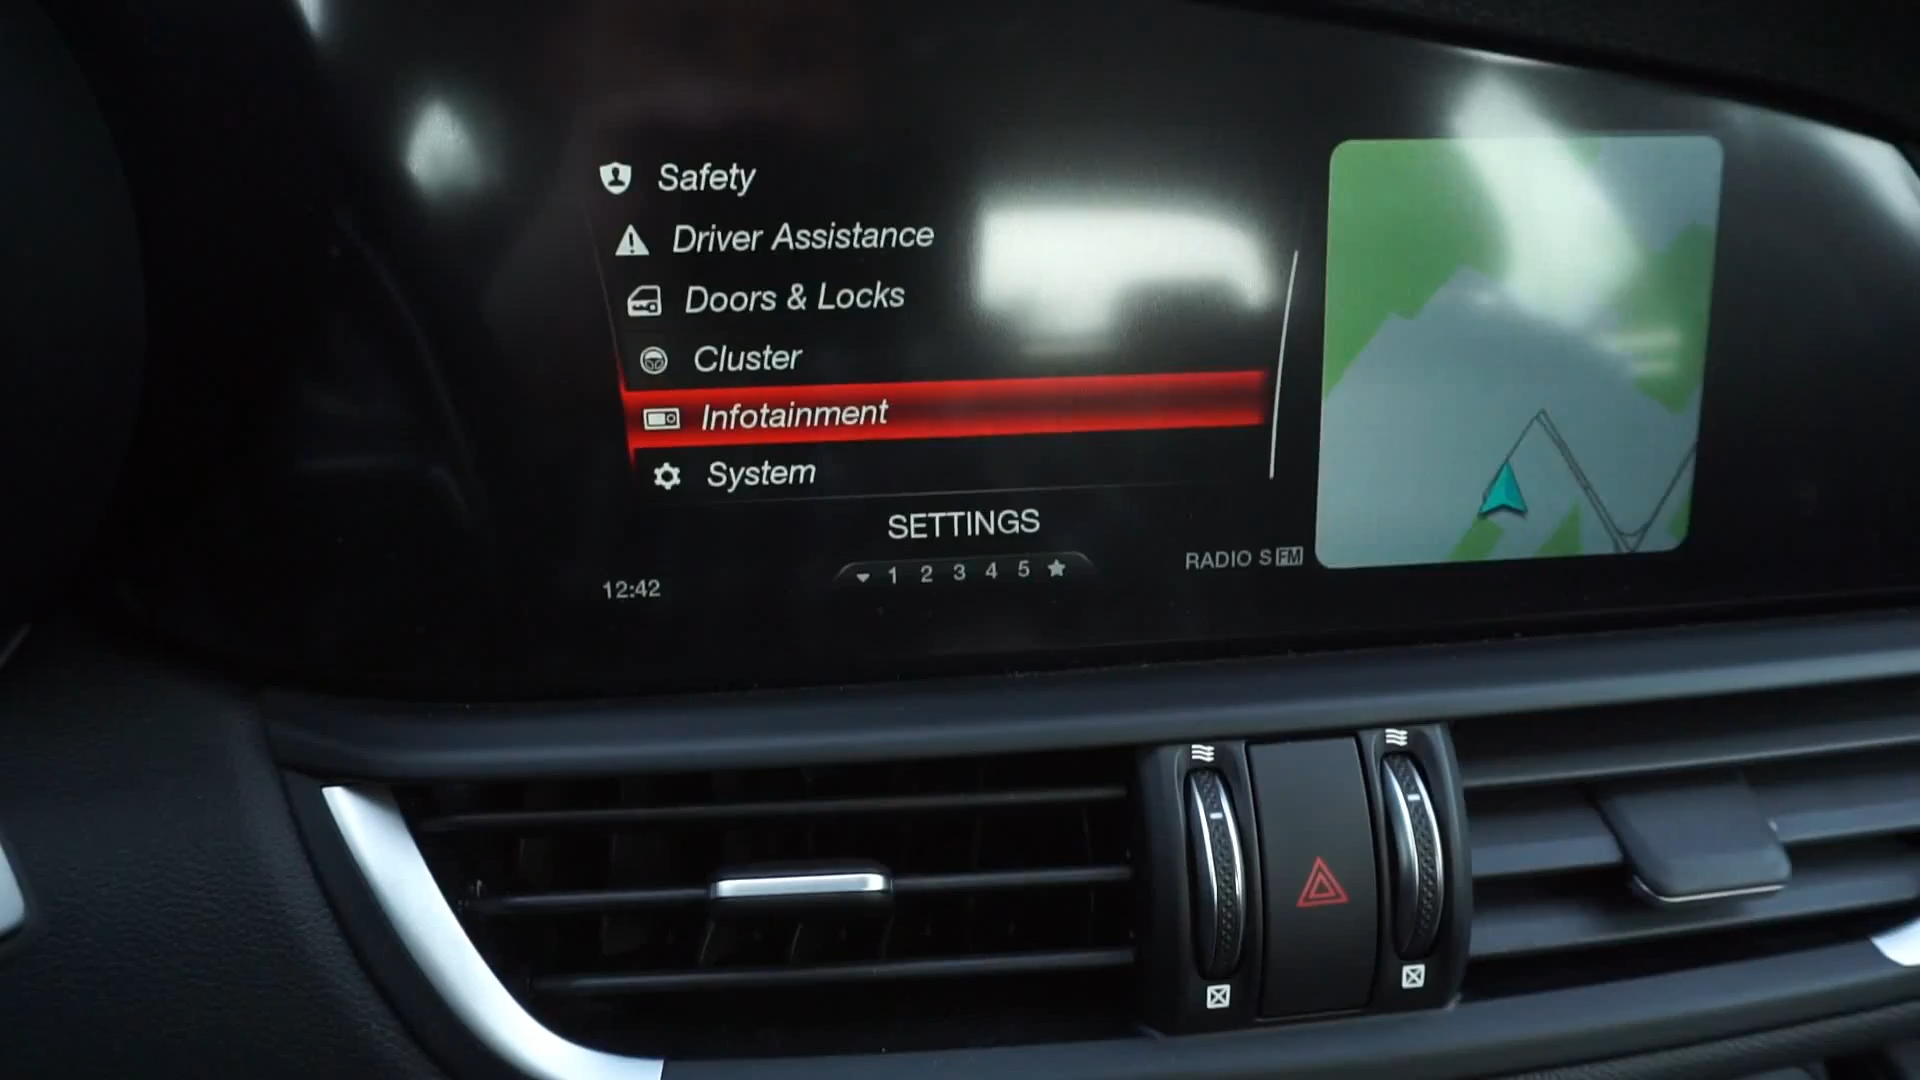 Safety
Driver Assistance
Doors & Locks
Cluster
Infotainment
System
SETTINGS
1 2 3 4 5
RADIO S FM
12:42